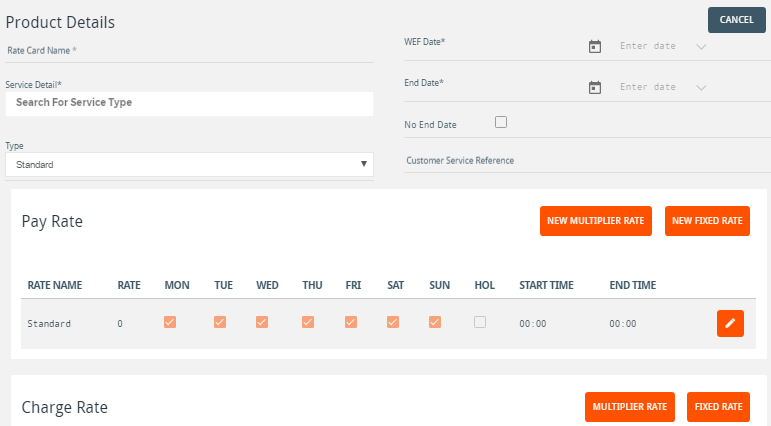 Product Details
CANCEL
Rate Card Name *
WEF Date*
Enter date
Service Detail*
Search For Service Type
End Date*
Enter date
No End Date
Type
Standard
Customer Service Reference
Pay Rate
NEW MULTIPLIER RATE
NEW FIXED RATE
RATE NAME RATE MON TUE WED THU FRI SAT SUN HOL START TIME END TIME
Standard 0 00:00 00:00
Charge Rate
MULTIPLIER RATE
FIXED RATE